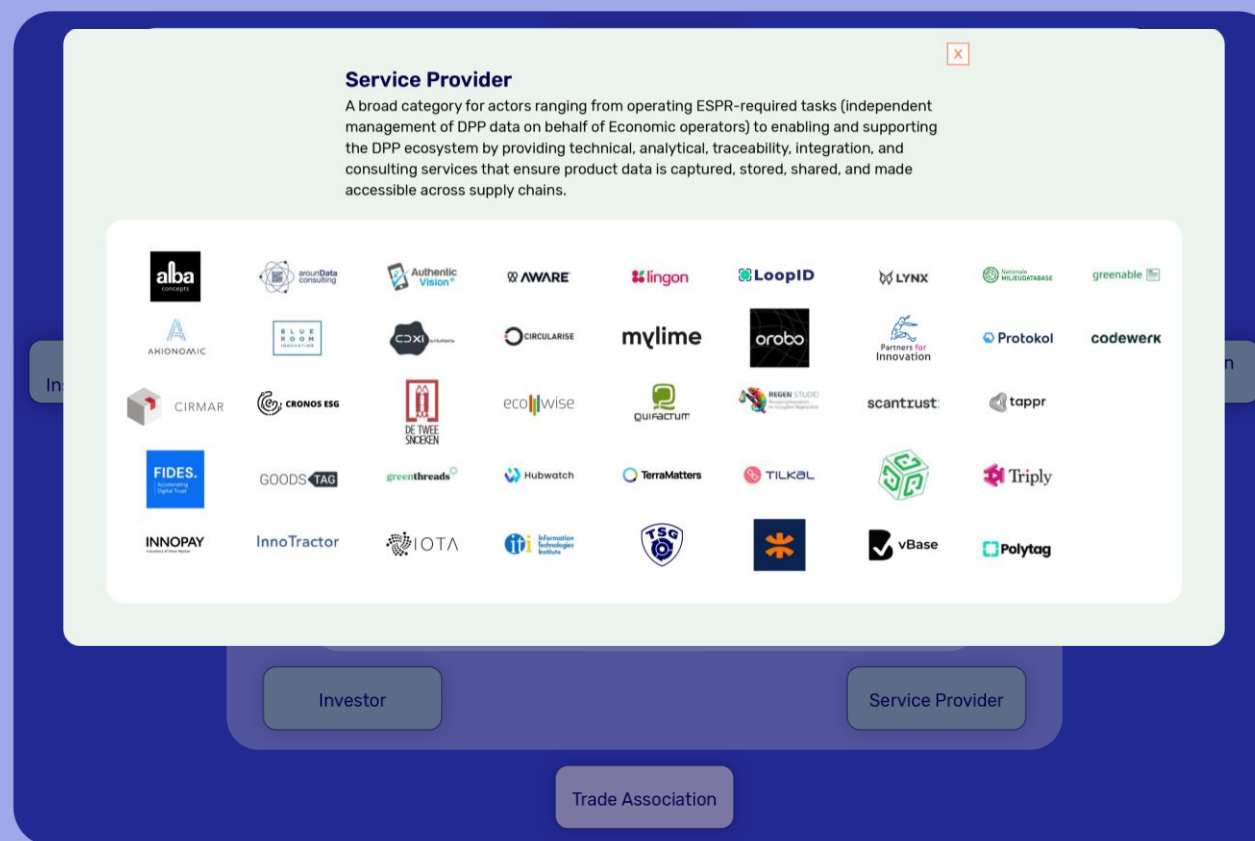 X
Service Provider
A broad category for actors ranging from operating ESPR-required tasks (independent
management of DPP data on behalf of Economic operators) to enabling and supporting
the DPP ecosystem by providing technical, analytical, traceability, integration, and
consulting services that ensure product data is captured, stored, shared, and made
accessible across supply chains.
alba
concepts
arounData
consulting
Authentic
Vision
AWARE
lingon
LoopID
LYNX
Nationale
MILIEUDATABASE
greenable
AXIONOMIC
BLUE
ROOM
INNOVATION
CIRCULARISE
mylime
orobo
Partners for
Innovation
Protokol
codewerk
CIRMAR
CRONOS ESG
DE TWEE
SNOEKEN
eco wise
QUIFACTUM
REGEN STUDIO
scantrust
tappr
FIDES.
Accelerating
Digital Trust
GOODS TAG
greenthreads
Hubwatch
TerraMatters
TILKAL
Triply
INNOPAY
InnoTractor
IOTA
iti Information
Technologies
Institute
TSG
vBase
Polytag
In
n
Investor
Service Provider
Trade Association